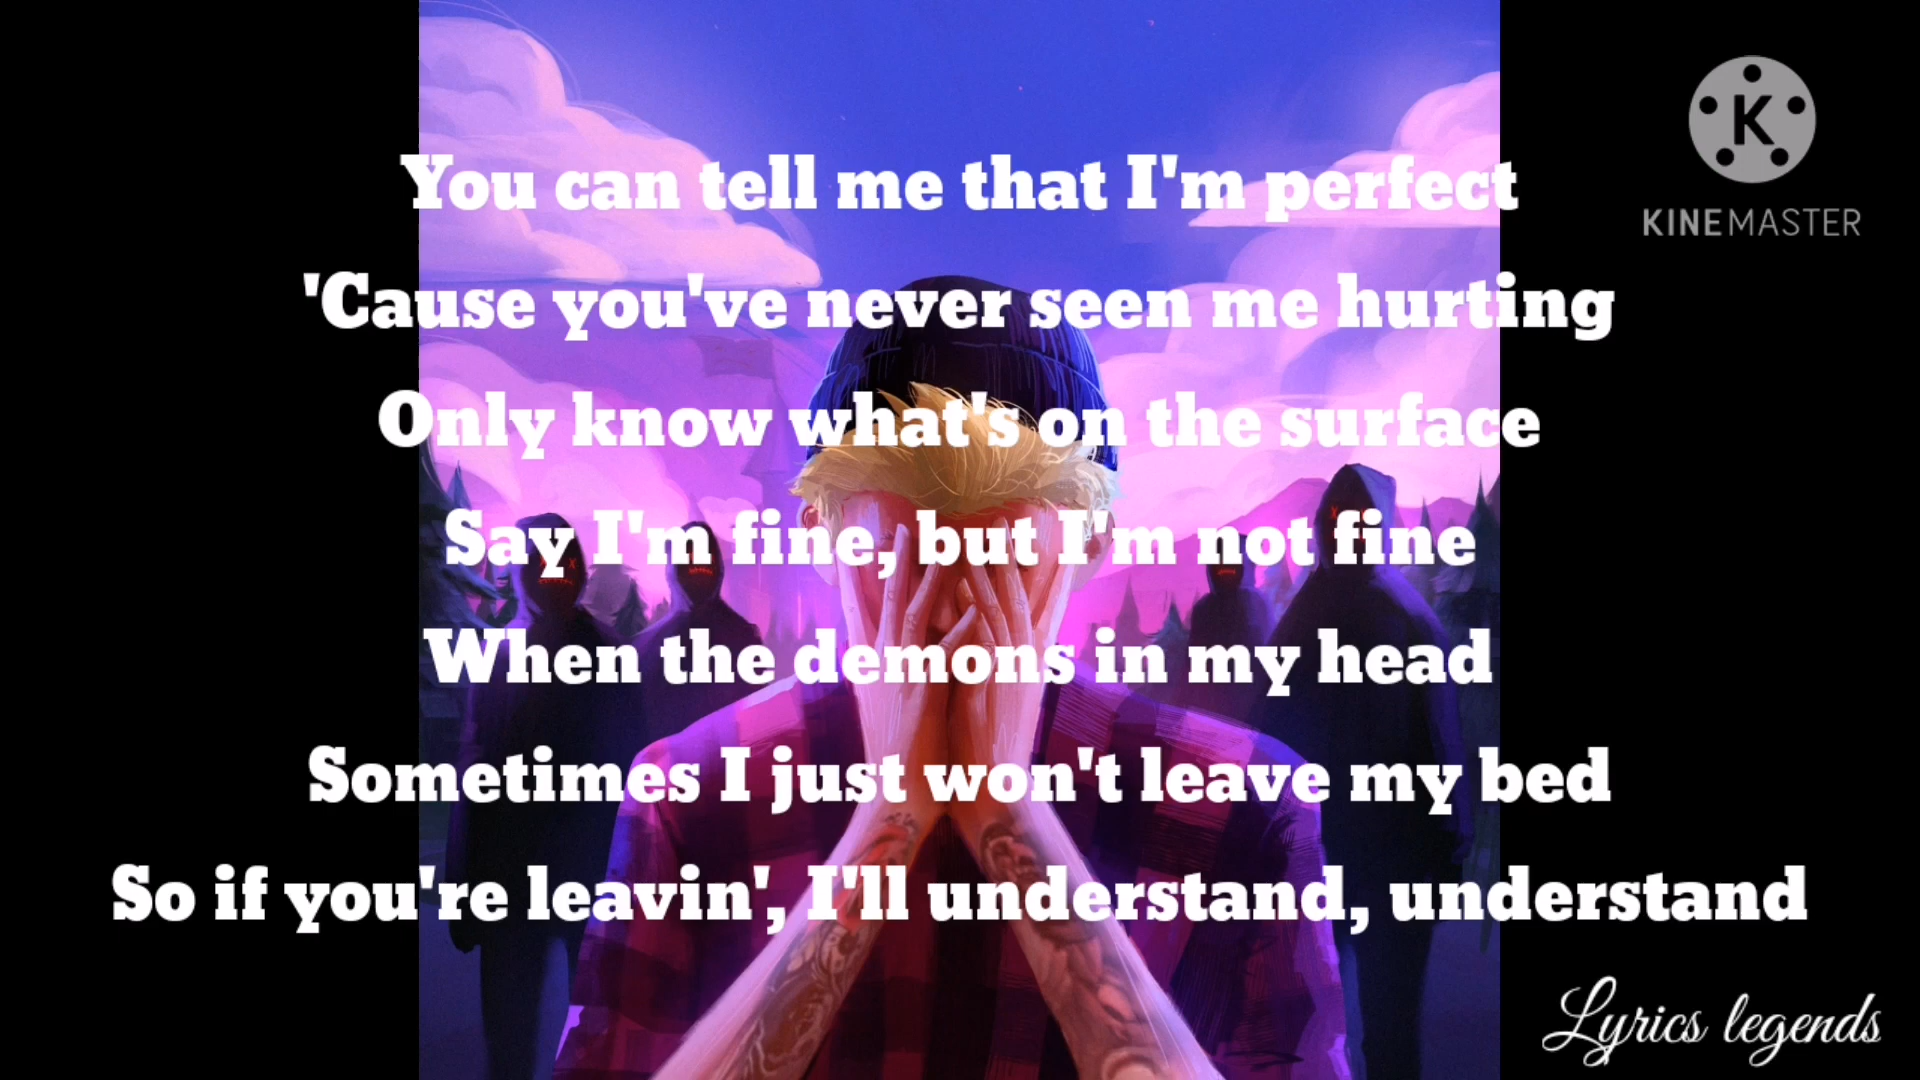 You can tell me that I'm perfect
'Cause you've never seen me hurting
Only know what's on the surface
Say I'm fine, but I'm not fine
When the demons in my head
Sometimes I just won't leave my bed
So if you're leavin', I'll understand, understand
K
KINEMASTER
Lyrics legends